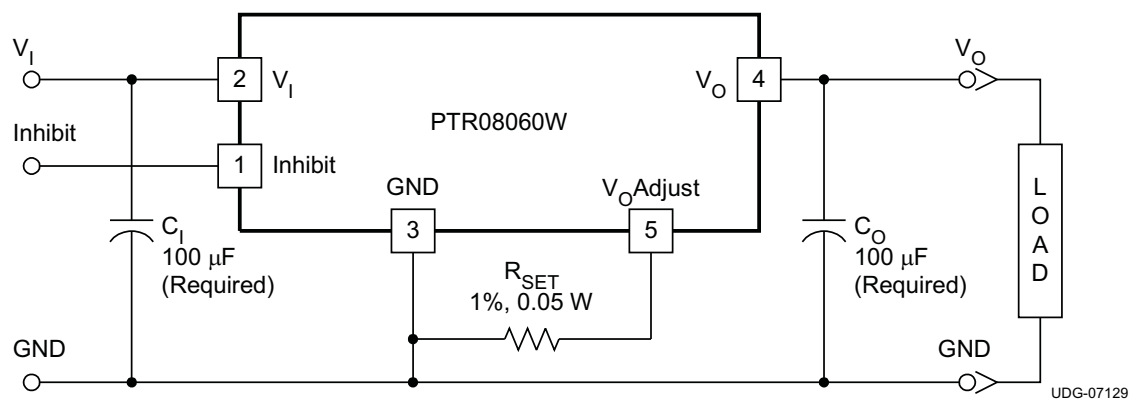 V_I
V_O
2
V_I
V_O
4
PTR08060W
Inhibit
1
Inhibit
GND
V_O Adjust
3
5
L
O
A
D
C_I
100 μF
(Required)
C_O
100 μF
(Required)
R_SET
1%, 0.05 W
GND
GND
UDG-07129